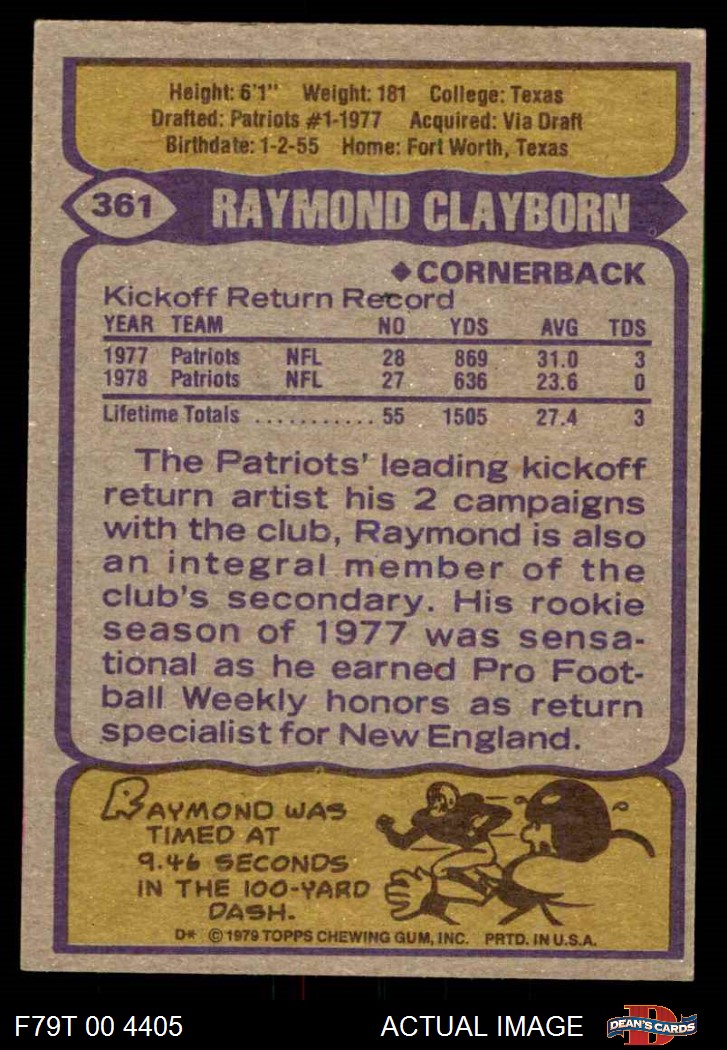 Height: 6'1" Weight: 181 College: Texas
Drafted: Patriots #1-1977 Acquired: Via Draft
Birthdate: 1-2-55 Home: Fort Worth, Texas
361 RAYMOND CLAYBORN
◆CORNERBACK
Kickoff Return Record
YEAR TEAM NO YDS AVG TDS
1977 Patriots NFL 28 869 31.0 3
1978 Patriots NFL 27 636 23.6 0
Lifetime Totals ........... 55 1505 27.4 3
The Patriots' leading kickoff
return artist his 2 campaigns
with the club, Raymond is also
an integral member of the
club's secondary. His rookie
season of 1977 was sensa-
tional as he earned Pro Foot-
ball Weekly honors as return
specialist for New England.
RAYMOND WAS
TIMED AT
9.46 SECONDS
IN THE 100-YARD
DASH.
D* © 1979 TOPPS CHEWING GUM, INC. PRTD. IN U.S.A.
F79T 00 4405 ACTUAL IMAGE D DEAN'S CARDS